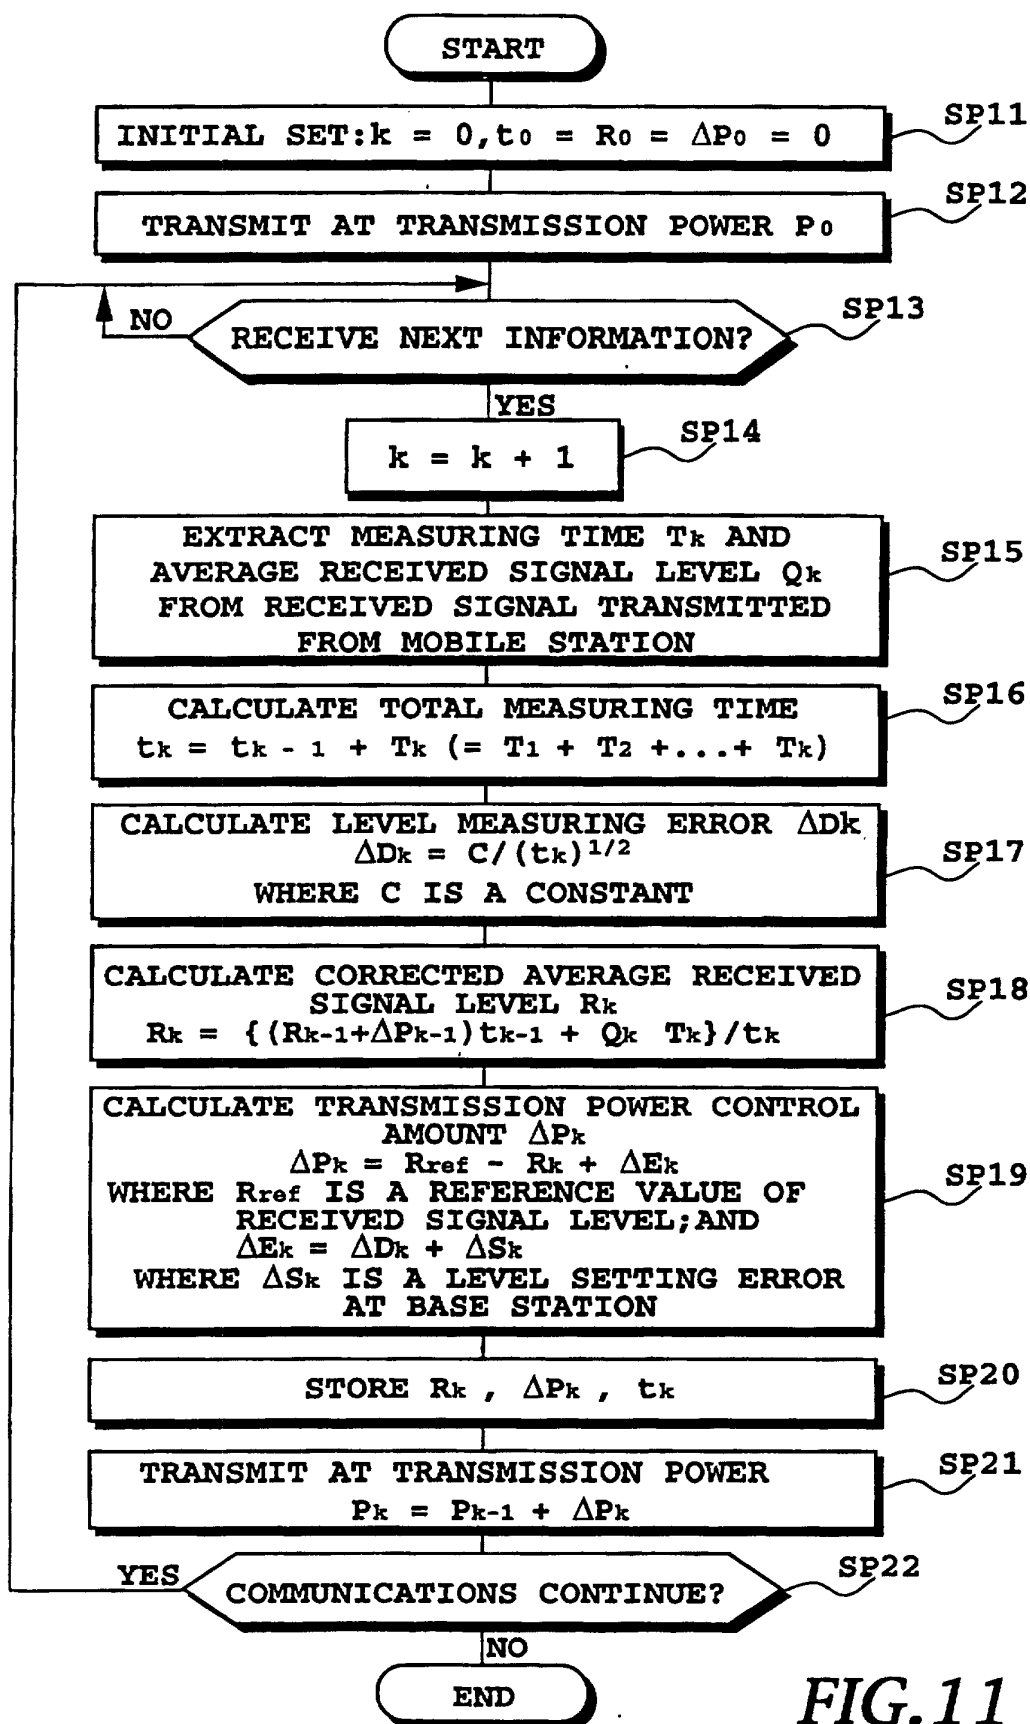 START
SP11
INITIAL SET:k = 0,t0 = R0 = ΔP0 = 0
SP12
TRANSMIT AT TRANSMISSION POWER P0
SP13
NO
RECEIVE NEXT INFORMATION?
YES
SP14
k = k + 1
SP15
EXTRACT MEASURING TIME Tk AND
AVERAGE RECEIVED SIGNAL LEVEL Qk
FROM RECEIVED SIGNAL TRANSMITTED
FROM MOBILE STATION
SP16
CALCULATE TOTAL MEASURING TIME
tk = tk - 1 + Tk (= T1 + T2 +...+ Tk)
SP17
CALCULATE LEVEL MEASURING ERROR ΔDk
ΔDk = C/(tk)^1/2
WHERE C IS A CONSTANT
SP18
CALCULATE CORRECTED AVERAGE RECEIVED
SIGNAL LEVEL Rk
Rk = {(Rk-1+ΔPk-1)tk-1 + Qk Tk}/tk
SP19
CALCULATE TRANSMISSION POWER CONTROL
AMOUNT ΔPk
ΔPk = Rref - Rk + ΔEk
WHERE Rref IS A REFERENCE VALUE OF
RECEIVED SIGNAL LEVEL;AND
ΔEk = ΔDk + ΔSk
WHERE ΔSk IS A LEVEL SETTING ERROR
AT BASE STATION
SP20
STORE Rk , ΔPk , tk
SP21
TRANSMIT AT TRANSMISSION POWER
Pk = Pk-1 + ΔPk
SP22
YES
COMMUNICATIONS CONTINUE?
NO
END
FIG.11